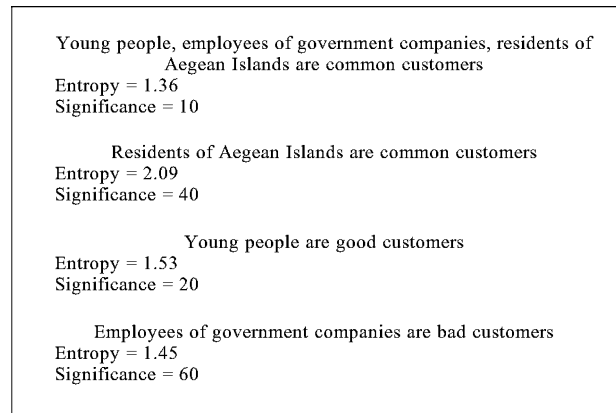 Young people, employees of government companies, residents of
Aegean Islands are common customers
Entropy = 1.36
Significance = 10
Residents of Aegean Islands are common customers
Entropy = 2.09
Significance = 40
Young people are good customers
Entropy = 1.53
Significance = 20
Employees of government companies are bad customers
Entropy = 1.45
Significance = 60